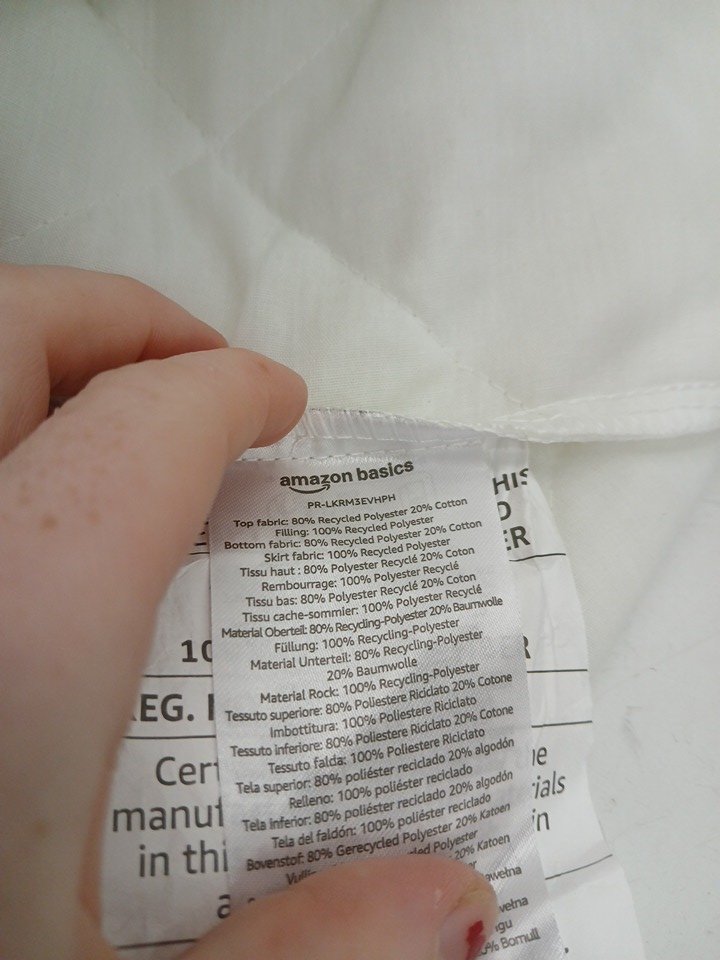 amazon basics
PR-LKRM3EVHPH
Top fabric: 80% Recycled Polyester 20% Cotton
Filling: 100% Recycled Polyester
Bottom fabric: 80% Recycled Polyester 20% Cotton
Skirt fabric: 100% Recycled Polyester
Tissu haut : 80% Polyester Recyclé 20% Coton
Rembourrage: 100% Polyester Recyclé
Tissu bas: 80% Polyester Recyclé 20% Coton
Tissu cache-sommier: 100% Polyester Recyclé
Material Oberteil: 80% Recycling-Polyester 20% Baumwolle
Füllung: 100% Recycling-Polyester
Material Unterteil: 80% Recycling-Polyester
20% Baumwolle
Material Rock: 100% Recycling-Polyester
Tessuto superiore: 80% Poliestere Riciclato 20% Cotone
Imbottitura: 100% Poliestere Riciclato
Tessuto inferiore: 80% Poliestere Riciclato 20% Cotone
Tessuto falda: 100% Poliestere Riciclato
Tela superior: 80% poliéster reciclado 20% algodón
Relleno: 100% poliéster reciclado
Tela inferior: 80% poliéster reciclado 20% algodón
Tela del faldón: 100% poliéster reciclado
Bovenstof: 80% Gerecycled Polyester 20% Katoen
Polyester
20% Katoen
Bomull
HIS
D
ER
10
R
EG.
Cert
manuf
in thi
a
ne
ials
in